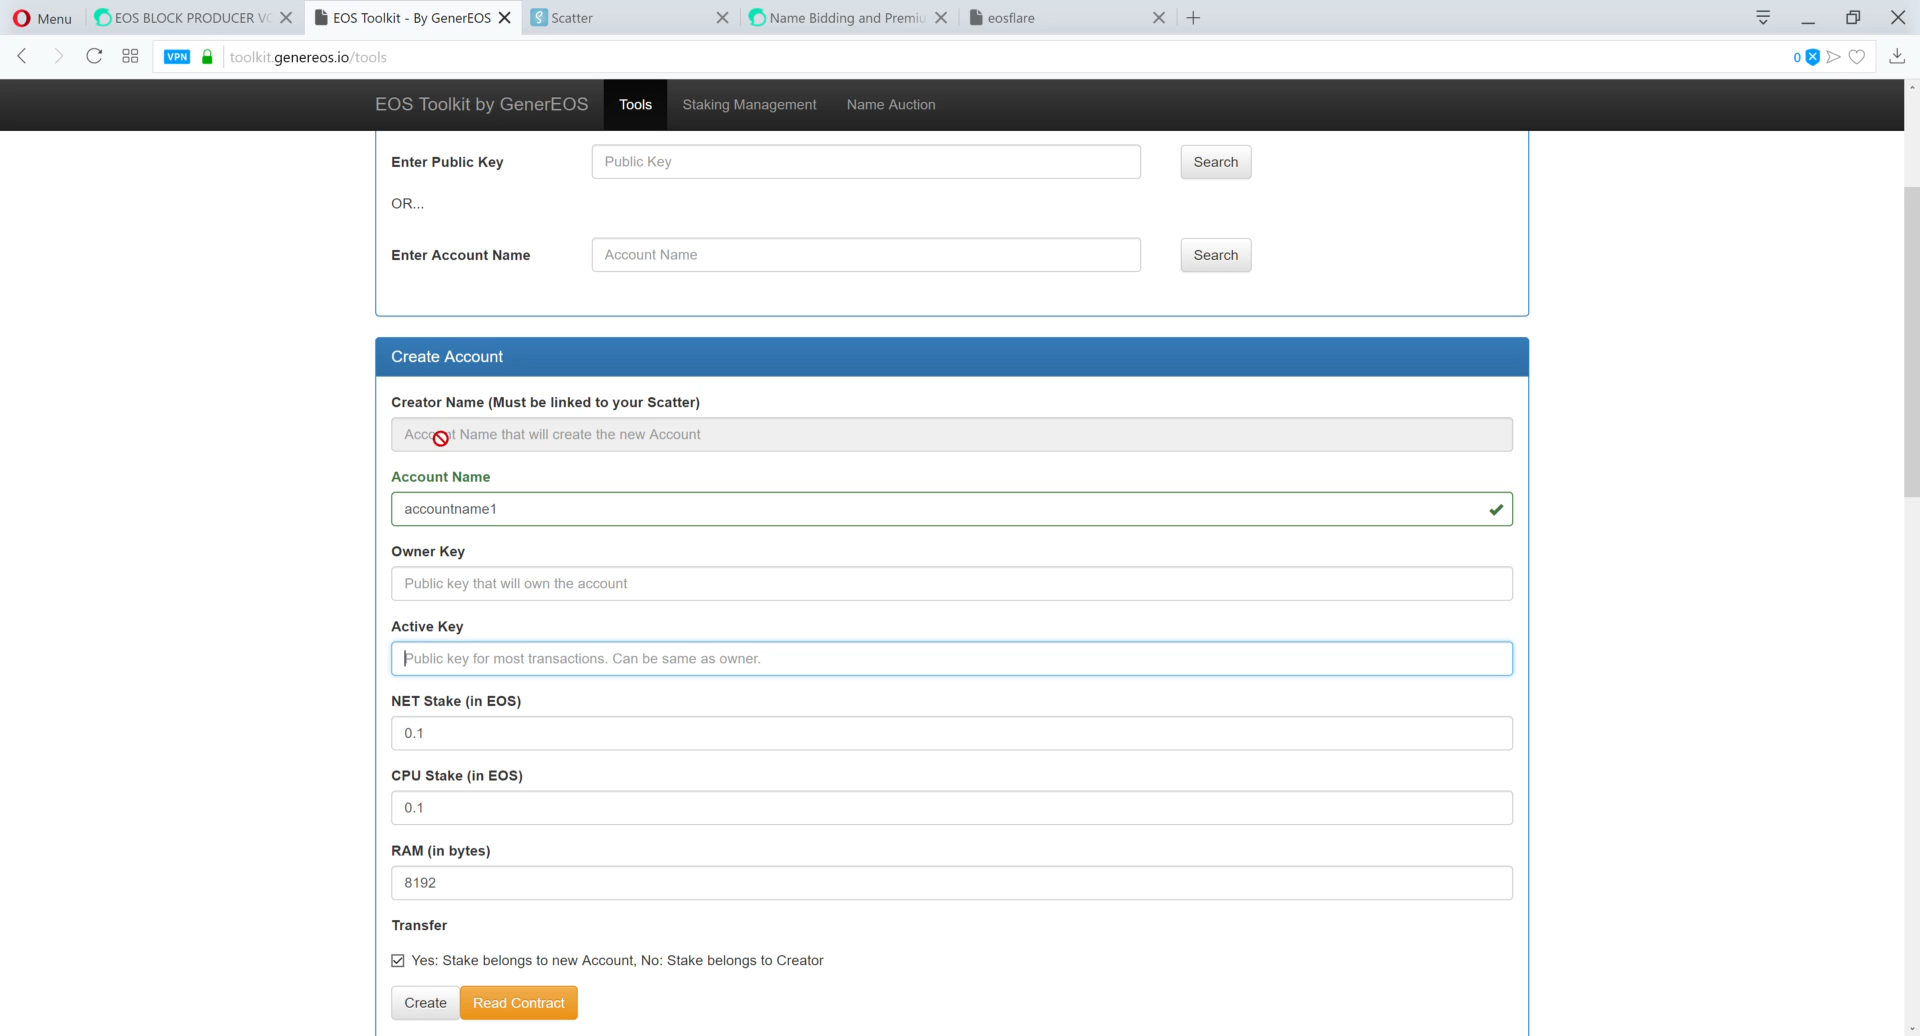 Menu
EOS BLOCK PRODUCER VO
EOS Toolkit - By GenerEOS
Scatter
Name Bidding and Premiu
eosflare
VPN
toolkit.genereos.io/tools
0
EOS Toolkit by GenerEOS
Tools
Staking Management
Name Auction
Enter Public Key
Public Key
Search
OR...
Enter Account Name
Account Name
Search
Create Account
Creator Name (Must be linked to your Scatter)
Account Name that will create the new Account
Account Name
accountname1
Owner Key
Public key that will own the account
Active Key
Public key for most transactions. Can be same as owner.
NET Stake (in EOS)
0.1
CPU Stake (in EOS)
0.1
RAM (in bytes)
8192
Transfer
Yes: Stake belongs to new Account, No: Stake belongs to Creator
Create
Read Contract